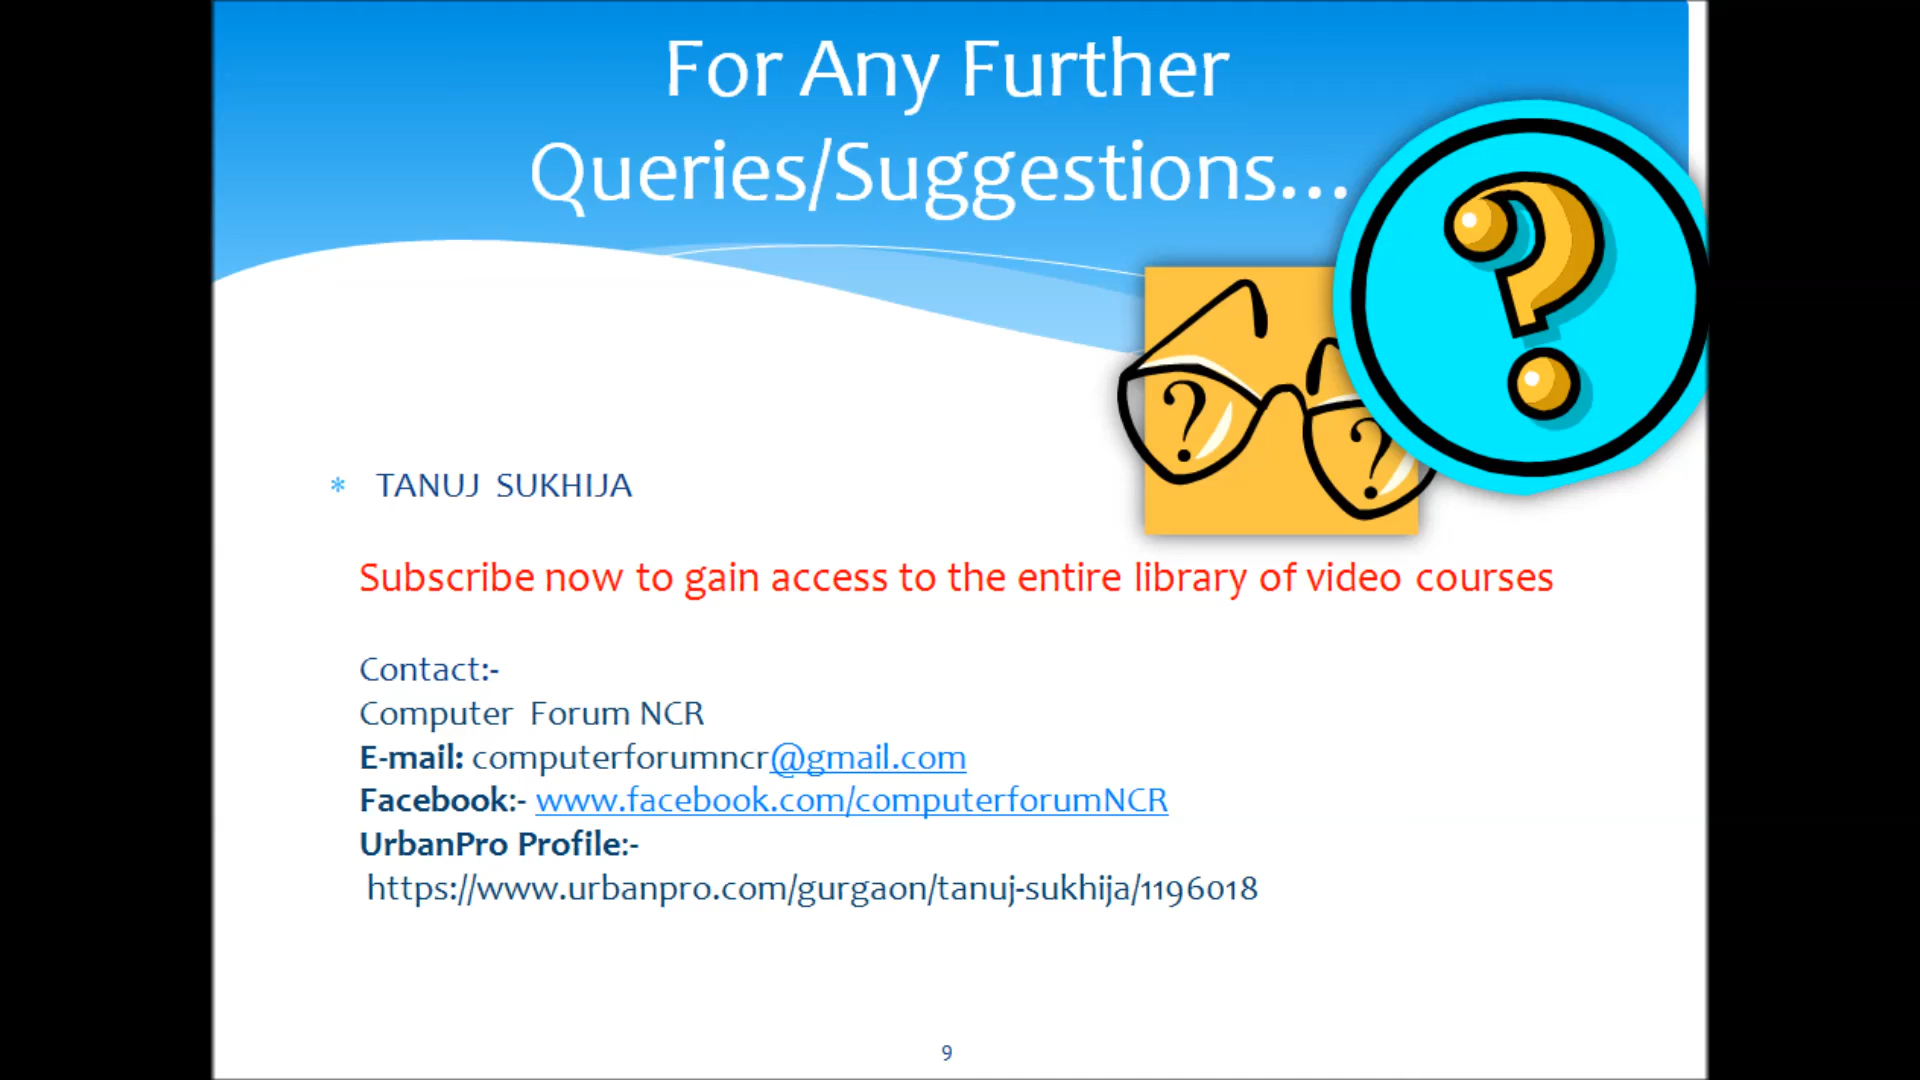 For Any Further
Queries/Suggestions...
?
? ?
* TANUJ SUKHIJA
Subscribe now to gain access to the entire library of video courses
Contact:-
Computer Forum NCR
E-mail: computerforumncr@gmail.com
Facebook:- www.facebook.com/computerforumNCR
UrbanPro Profile:-
https://www.urbanpro.com/gurgaon/tanuj-sukhija/1196018
9